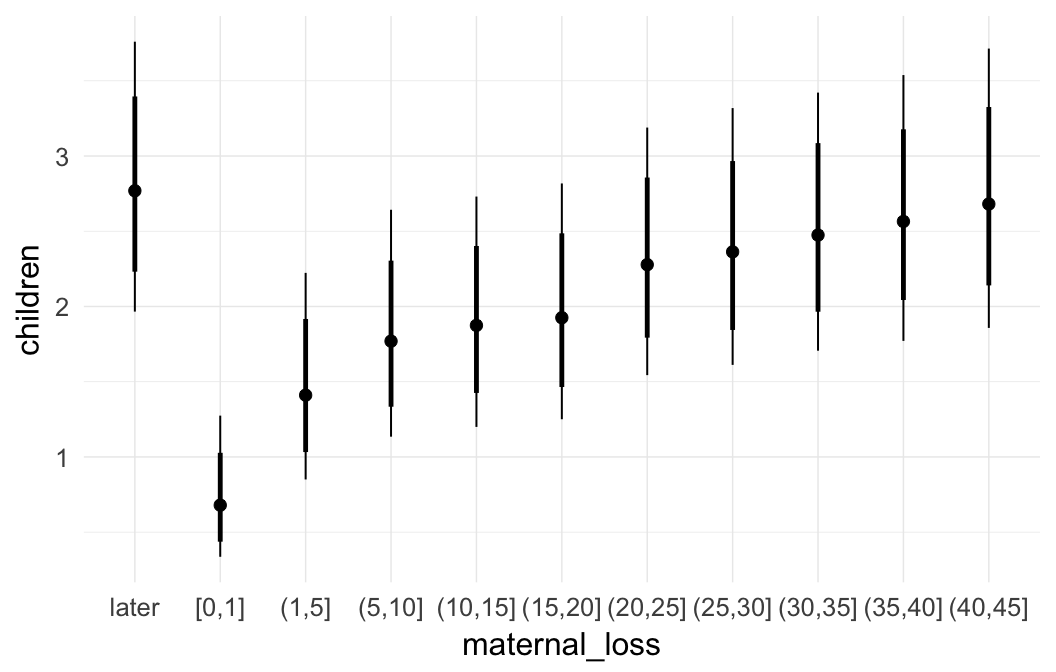 children
3
2
1
later [0,1] (1,5] (5,10] (10,15] (15,20] (20,25] (25,30] (30,35] (35,40] (40,45]
maternal_loss